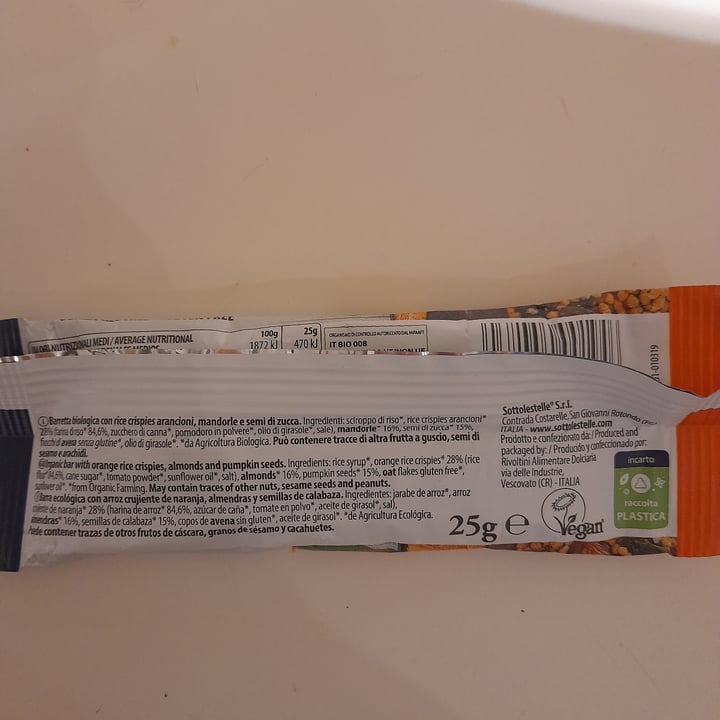 VALORI NUTRIZIONALI MEDI / AVERAGE NUTRITIONAL
100g
25g
1872 kJ
470 kJ
ORGANISMO DI CONTROLLO AUTORIZZATO DAL MIPAAFT
IT BIO 008
01-010319
Barretta biologica con rice crispies arancioni, mandorle e semi di zucca. Ingredienti: sciroppo di riso*, rice crispies arancioni*
28% (farina di riso* 84,6%, zucchero di canna*, pomodoro in polvere*, olio di girasole*, sale), mandorle* 16%, semi di zucca* 15%,
fiocchi di avena senza glutine*, olio di girasole*. *da Agricoltura Biologica. Può contenere tracce di altra frutta a guscio, semi di
sesamo e arachidi.
Organic bar with orange rice crispies, almonds and pumpkin seeds. Ingredients: rice syrup*, orange rice crispies* 28% (rice
flour* 84,6%, cane sugar*, tomato powder*, sunflower oil*, salt), almonds* 16%, pumpkin seeds* 15%, oat flakes gluten free*,
sunflower oil*. *from Organic Farming. May contain traces of other nuts, sesame seeds and peanuts.
Barra ecológica con arroz crujiente de naranja, almendras y semillas de calabaza. Ingredientes: jarabe de arroz*, arroz
crujiente de naranja* 28% (harina de arroz* 84,6%, azúcar de caña*, tomate en polvo*, aceite de girasol*, sal),
almendras* 16%, semillas de calabaza* 15%, copos de avena sin gluten*, aceite de girasol*. *de Agricultura Ecológica.
Puede contener trazas de otros frutos de cáscara, granos de sésamo y cacahuetes.
25g e
Sottolestelle® S.r.l.
Contrada Costarelle, San Giovanni Rotondo (FG)
ITALIA - www.sottolestelle.com
Prodotto e confezionato da: / Produced and
packaged by: / Producido y confeccionado por:
Rivoltini Alimentare Dolciaria
via delle Industrie,
Vescovato (CR) - ITALIA
Vegan
incarto
raccolta
PLASTICA